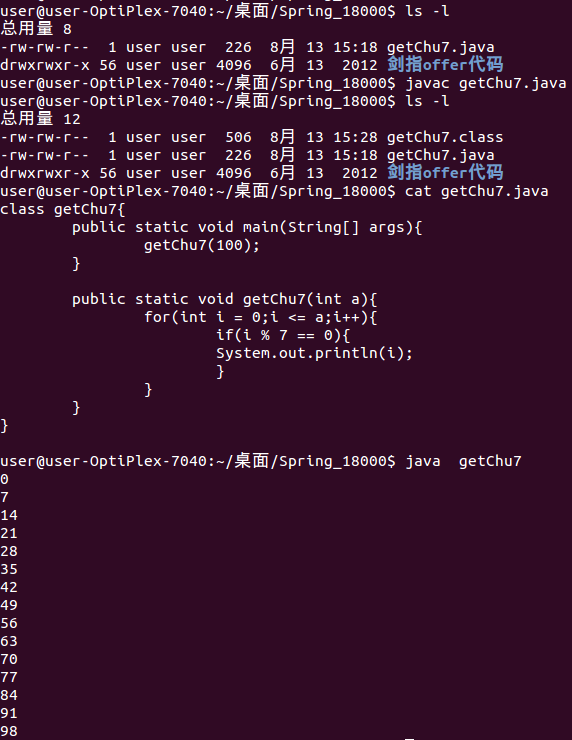 user@user-OptiPlex-7040:~/桌面/Spring_18000$ ls -l
总用量 8
-rw-rw-r--  1 user user  226  8月 13 15:18 getChu7.java
drwxrwxr-x 56 user user 4096  6月 13  2012 剑指offer代码
user@user-OptiPlex-7040:~/桌面/Spring_18000$ javac getChu7.java
user@user-OptiPlex-7040:~/桌面/Spring_18000$ ls -l
总用量 12
-rw-rw-r--  1 user user  506  8月 13 15:28 getChu7.class
-rw-rw-r--  1 user user  226  8月 13 15:18 getChu7.java
drwxrwxr-x 56 user user 4096  6月 13  2012 剑指offer代码
user@user-OptiPlex-7040:~/桌面/Spring_18000$ cat getChu7.java
class getChu7{
        public static void main(String[] args){
                getChu7(100);
        }

        public static void getChu7(int a){
                for(int i = 0;i <= a;i++){
                        if(i % 7 == 0){
                        System.out.println(i);
                        }
                }
        }
}

user@user-OptiPlex-7040:~/桌面/Spring_18000$ java  getChu7
0
7
14
21
28
35
42
49
56
63
70
77
84
91
98